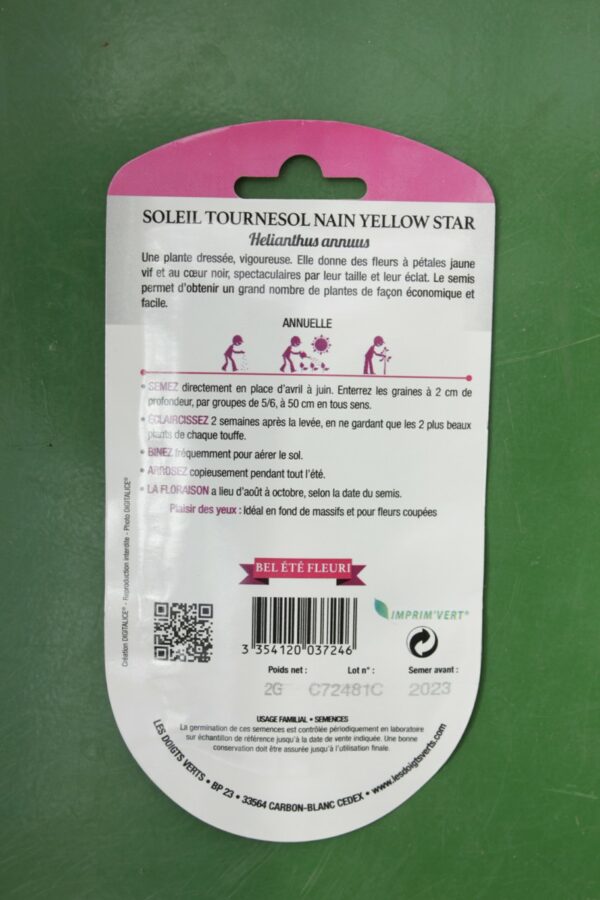 SOLEIL TOURNESOL NAIN YELLOW STAR
Helianthus annuus
Une plante dressée, vigoureuse. Elle donne des fleurs à pétales jaune
vif et au cœur noir, spectaculaires par leur taille et leur éclat. Le semis
permet d'obtenir un grand nombre de plantes de façon économique et
facile.
ANNUELLE
• SEMEZ directement en place d'avril à juin. Enterrez les graines à 2 cm de
profondeur, par groupes de 5/6, à 50 cm en tous sens.
• ÉCLAIRCISSEZ 2 semaines après la levée, en ne gardant que les 2 plus beaux
plants de chaque touffe.
• BINEZ fréquemment pour aérer le sol.
• ARROSEZ copieusement pendant tout l'été.
• LA FLORAISON a lieu d'août à octobre, selon la date du semis.
Plaisir des yeux : Idéal en fond de massifs et pour fleurs coupées
Création DIGITALICE® - Reproduction interdite - Photo DIGITALICE®
BEL ÉTÉ FLEURI
IMPRIM'VERT®
3 354120 037246
Poids net : Lot n° : Semer avant :
2G C72481C 2023
USAGE FAMILIAL • SEMENCES
La germination de ces semences est contrôlée périodiquement en laboratoire
sur échantillon de référence jusqu'à la date de vente indiquée. Une bonne
conservation doit être assurée jusqu'à l'utilisation finale.
LES DOIGTS VERTS • BP 23 • 33564 CARBON-BLANC CEDEX • www.lesdoigtsverts.com